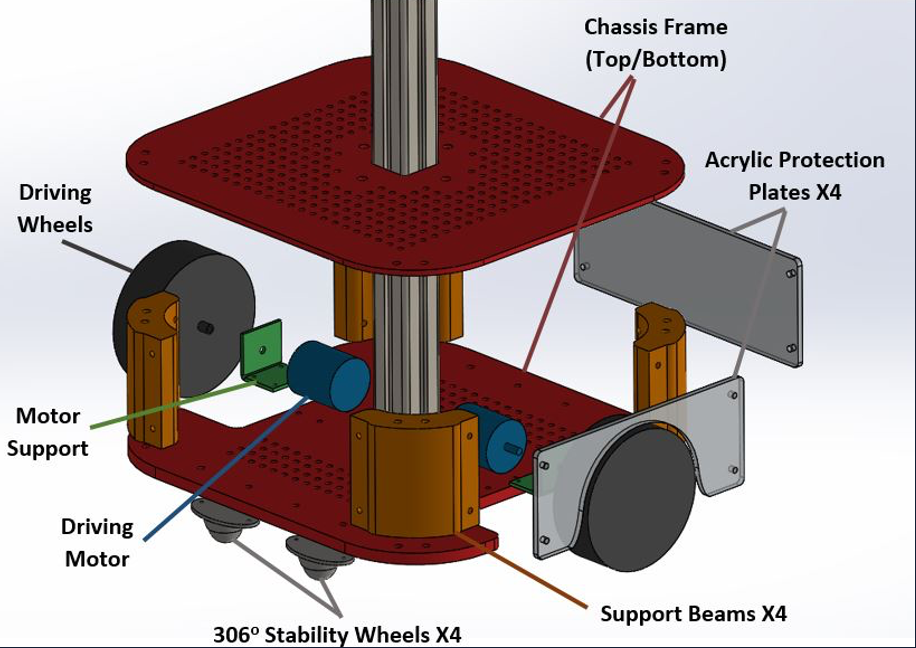 Chassis Frame
(Top/Bottom)
Acrylic Protection
Plates X4
Driving
Wheels
Motor
Support
Driving
Motor
Support Beams X4
306º Stability Wheels X4